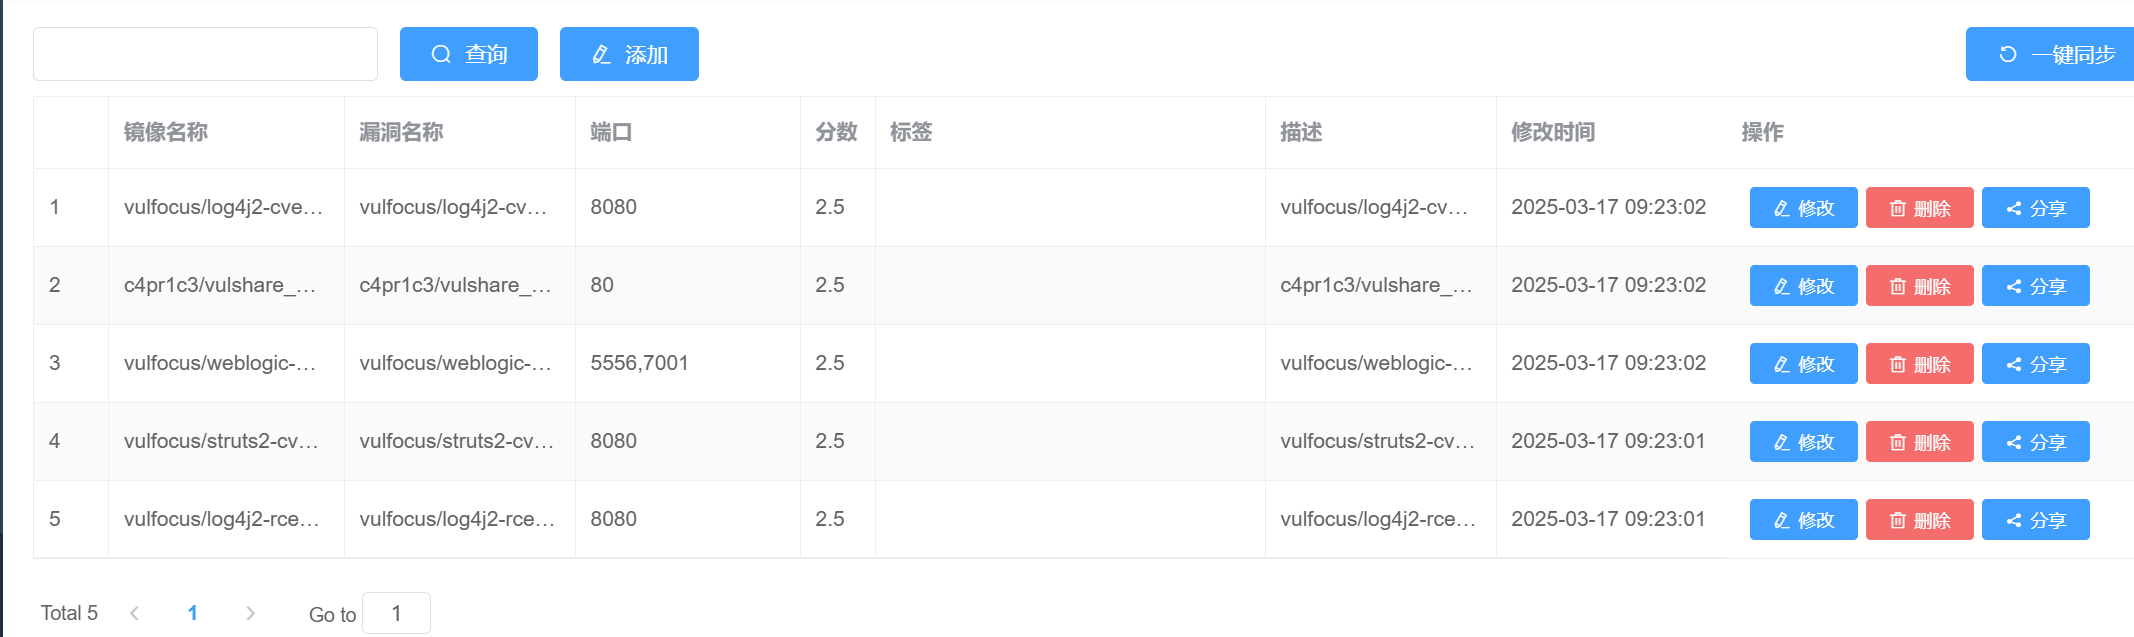 查询 添加 一键同步
镜像名称 漏洞名称 端口 分数 标签 描述 修改时间 操作
1 vulfocus/log4j2-cve... vulfocus/log4j2-cv... 8080 2.5 vulfocus/log4j2-cv... 2025-03-17 09:23:02 修改 删除 分享
2 c4pr1c3/vulshare_... c4pr1c3/vulshare_... 80 2.5 c4pr1c3/vulshare_... 2025-03-17 09:23:02 修改 删除 分享
3 vulfocus/weblogic-... vulfocus/weblogic-... 5556,7001 2.5 vulfocus/weblogic-... 2025-03-17 09:23:02 修改 删除 分享
4 vulfocus/struts2-cv... vulfocus/struts2-cv... 8080 2.5 vulfocus/struts2-cv... 2025-03-17 09:23:01 修改 删除 分享
5 vulfocus/log4j2-rce... vulfocus/log4j2-rce... 8080 2.5 vulfocus/log4j2-rce... 2025-03-17 09:23:01 修改 删除 分享
Total 5 1 Go to 1